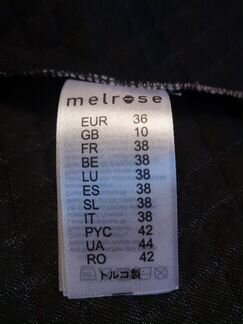 melrose
EUR 36
GB 10
FR 38
BE 38
LU 38
ES 38
SL 38
IT 38
PYC 42
UA 44
RO 42
トルコ製